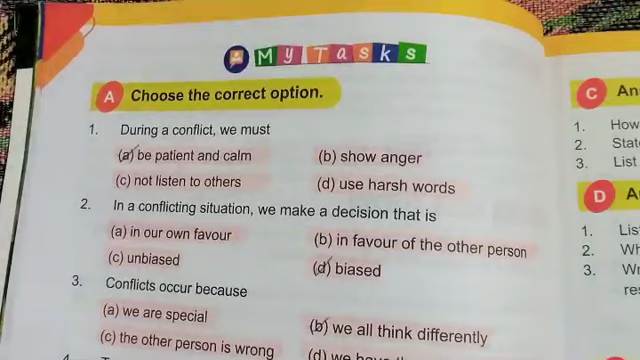 My Tasks
A Choose the correct option.
1. During a conflict, we must
(a) be patient and calm (b) show anger
(c) not listen to others (d) use harsh words
2. In a conflicting situation, we make a decision that is
(a) in our own favour (b) in favour of the other person
(c) unbiased (d) biased
3. Conflicts occur because
(a) we are special (b) we all think differently
(c) the other person is wrong (d) we
4.
C An
1. How
2. Stat
3. List
D A
1. Lis
2. Wh
3. Wr
res